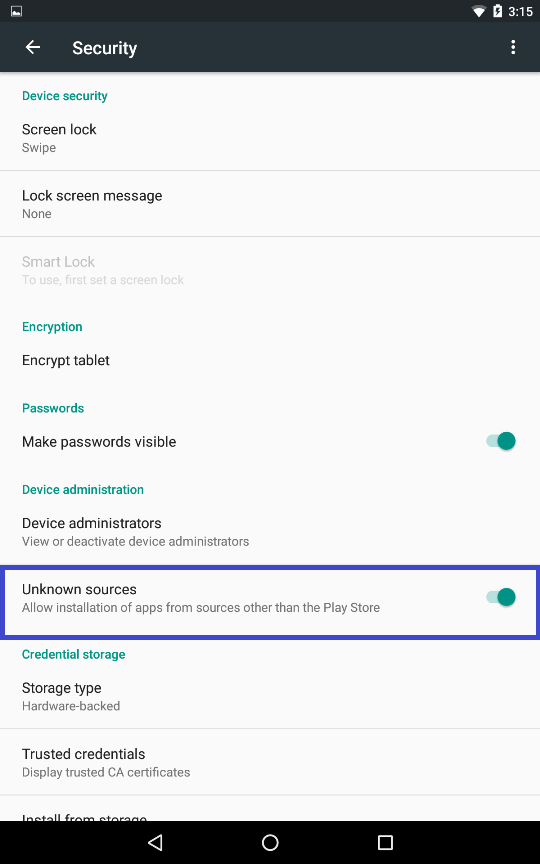 3:15
Security
Device security
Screen lock
Swipe
Lock screen message
None
Smart Lock
To use, first set a screen lock
Encryption
Encrypt tablet
Passwords
Make passwords visible
Device administration
Device administrators
View or deactivate device administrators
Unknown sources
Allow installation of apps from sources other than the Play Store
Credential storage
Storage type
Hardware-backed
Trusted credentials
Display trusted CA certificates
Install from storage